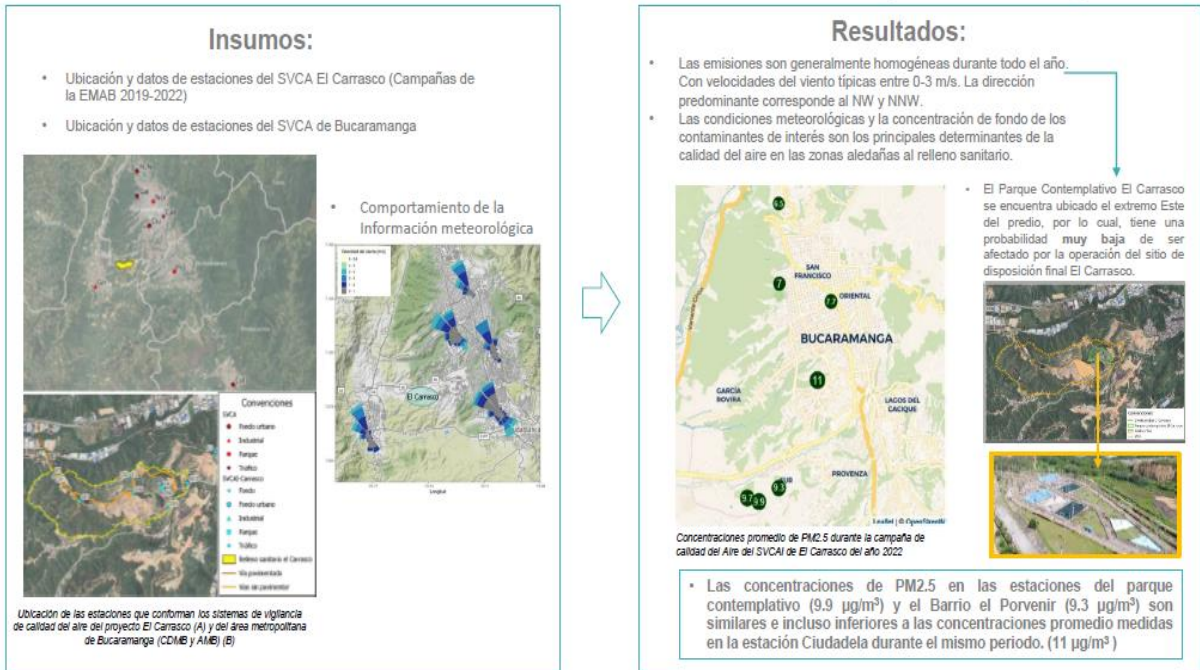 Insumos:
• Ubicación y datos de estaciones del SVCA El Carrasco (Campañas de
la EMAB 2019-2022)
• Ubicación y datos de estaciones del SVCA de Bucaramanga
• Comportamiento de la
Información meteorológica
El Carrasco
Longitud
Convenciones
SVCA
Fondo urbano
Industrial
Parque
Tráfico
Fondo
Fondo urbano
Industrial
Parque
Tráfico
Relleno sanitario el Carrasco
Vía pavimentada
Vías sin pavimentar
Ubicación de las estaciones que conforman los sistemas de vigilancia
de calidad del aire del proyecto El Carrasco (A) y del área metropolitana
de Bucaramanga (CDMB y AMB) (B)
Resultados:
• Las emisiones son generalmente homogéneas durante todo el año.
Con velocidades del viento típicas entre 0-3 m/s. La dirección
predominante corresponde al NW y NNW.
• Las condiciones meteorológicas y la concentración de fondo de los
contaminantes de interés son los principales determinantes de la
calidad del aire en las zonas aledañas al relleno sanitario.
• El Parque Contemplativo El Carrasco
se encuentra ubicado el extremo Este
del predio, por lo cual, tiene una
probabilidad muy baja de ser
afectado por la operación del sitio de
disposición final El Carrasco.
SAN
FRANCISCO
7
7.7
ORIENTAL
BUCARAMANGA
11
GARCÍA
ROVIRA
LAGOS DEL
CACIQUE
PROVENZA
SUR
9.3
9.7
9.9
Leaflet | © OpenStreetM
Convenciones
Concentraciones promedio de PM2.5 durante la campaña de
calidad del Aire del SVCAI de El Carrasco del año 2022
• Las concentraciones de PM2.5 en las estaciones del parque
contemplativo (9.9 µg/m³) y el Barrio el Porvenir (9.3 µg/m³) son
similares e incluso inferiores a las concentraciones promedio medidas
en la estación Ciudadela durante el mismo periodo. (11 µg/m³ )